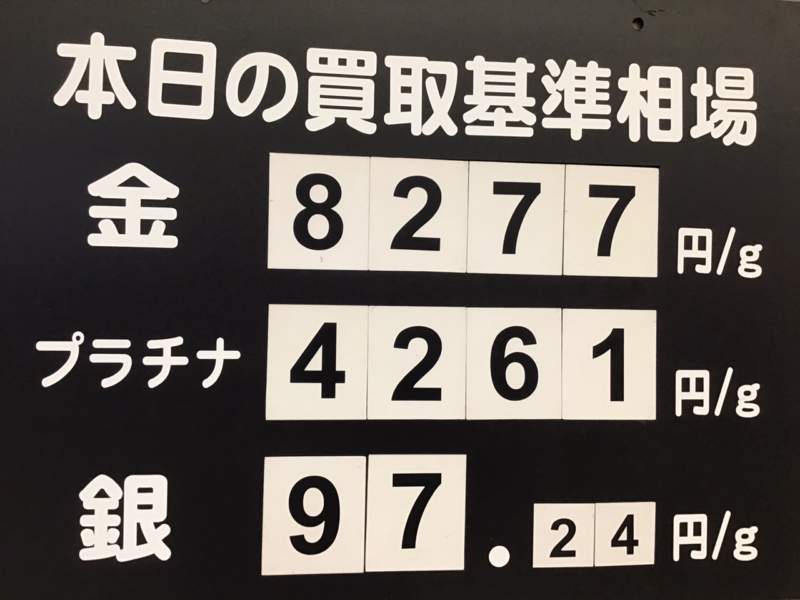 本日の買取基準相場
金 8277 円/g
プラチナ 4261 円/g
銀 97.24 円/g